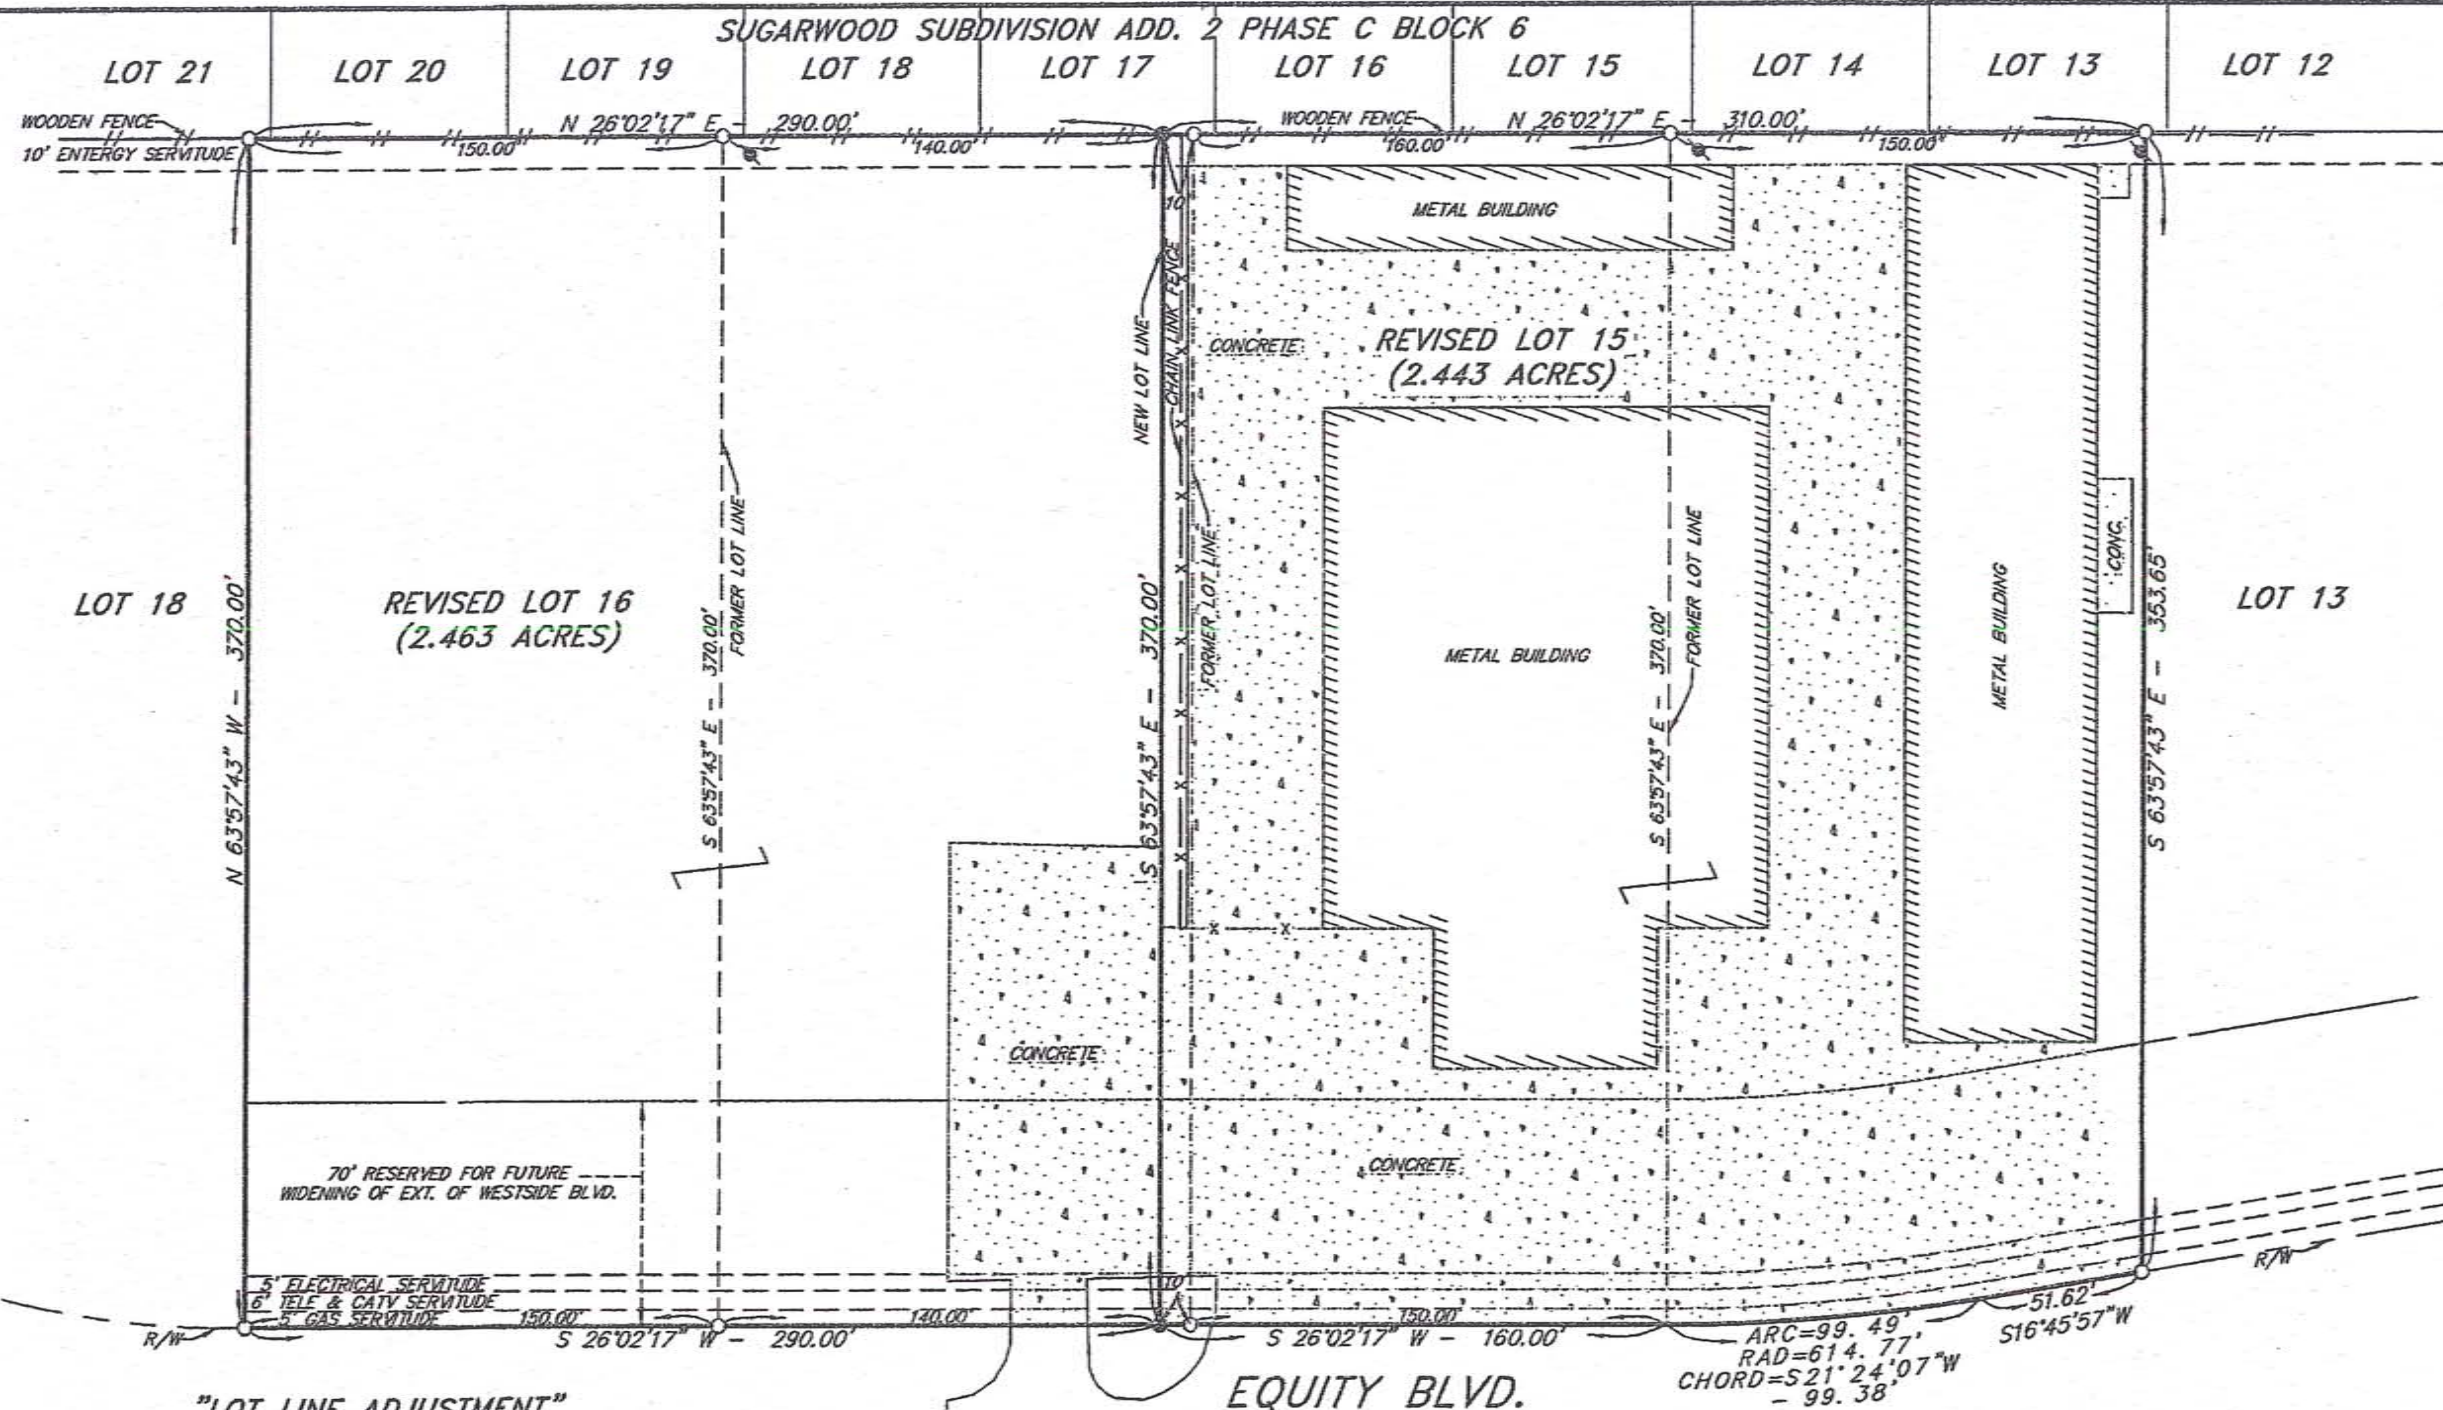 SUGARWOOD SUBDIVISION ADD. 2 PHASE C BLOCK 6
LOT 21
LOT 20
LOT 19
LOT 18
LOT 17
LOT 16
LOT 15
LOT 14
LOT 13
LOT 12
WOODEN FENCE
N 26°02'17" E - 290.00'
WOODEN FENCE
N 26°02'17" E - 310.00'
10' ENTERGY SERVITUDE
150.00'
140.00'
160.00'
150.00'
10'
METAL BUILDING
NEW LOT LINE
CHAIN LINK FENCE
CONCRETE
REVISED LOT 15
(2.443 ACRES)
FORMER LOT LINE
FORMER LOT LINE
FORMER LOT LINE
LOT 18
N 63°57'43" W - 370.00'
REVISED LOT 16
(2.463 ACRES)
S 63°57'43" E - 370.00'
S 63°57'43" E - 370.00'
METAL BUILDING
S 63°57'43" E - 370.00'
METAL BUILDING
CONC.
S 63°57'43" E - 353.65'
LOT 13
CONCRETE
CONCRETE
70' RESERVED FOR FUTURE
WIDENING OF EXT. OF WESTSIDE BLVD.
5' ELECTRICAL SERVITUDE
6' TELE & CATV SERVITUDE
5' GAS SERVITUDE
150.00'
140.00'
10'
150.00'
R/W
S 26°02'17" W - 290.00'
S 26°02'17" W - 160.00'
ARC=99.49'
RAD=614.77'
CHORD=S21°24'07"W
- 99.38'
51.62'
S16°45'57"W
R/W
EQUITY BLVD.
"LOT LINE ADJUSTMENT"